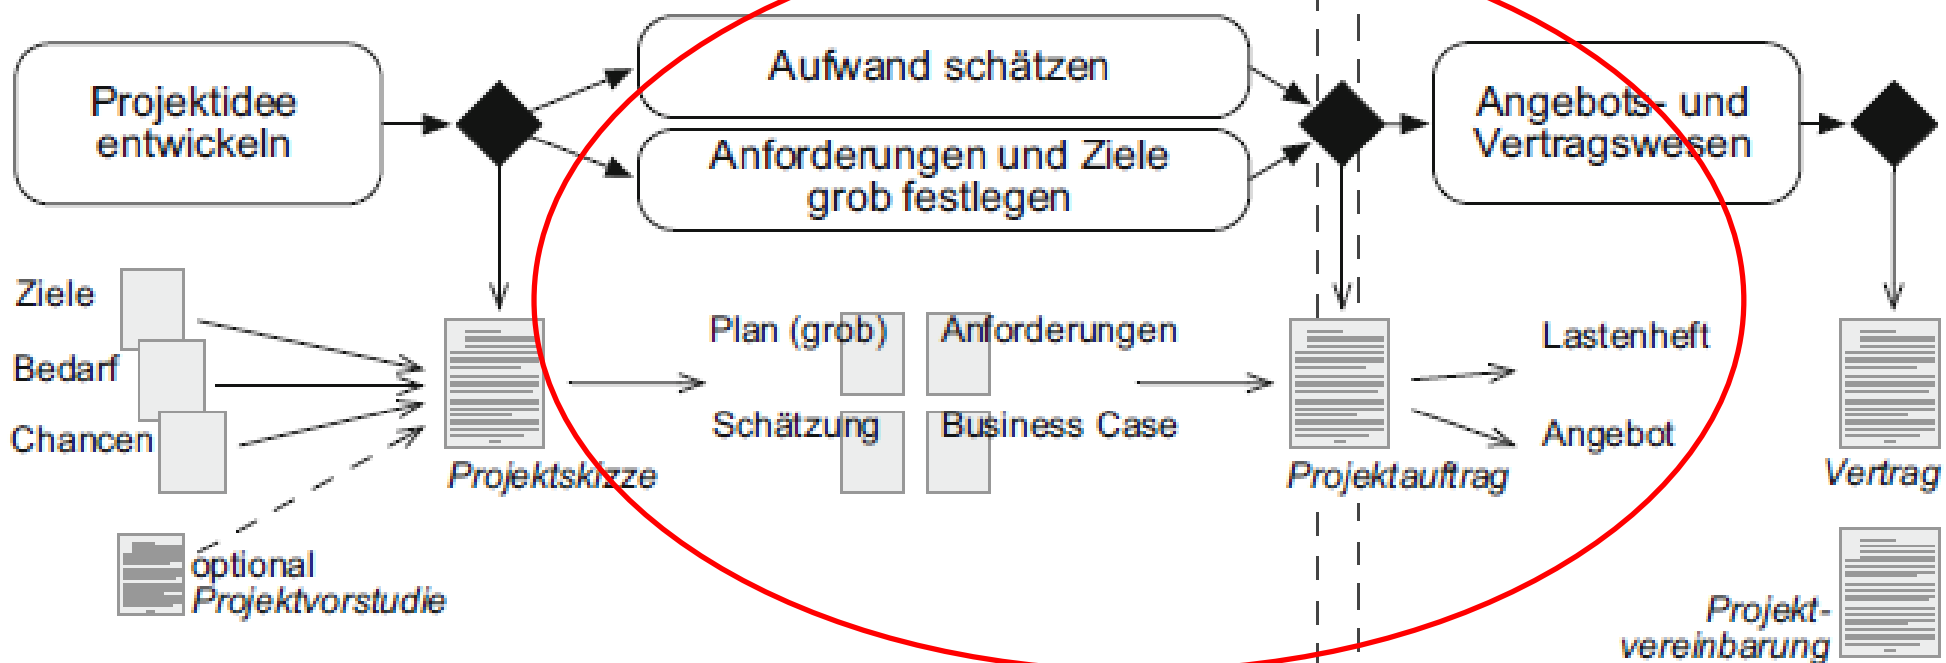 Projektidee
entwickeln
Aufwand schätzen
Anforderungen und Ziele
grob festlegen
Angebots- und
Vertragswesen
Ziele
Bedarf
Chancen
optional
Projektvorstudie
Projektskizze
Plan (grob)
Anforderungen
Schätzung
Business Case
Projektauftrag
Lastenheft
Angebot
Vertrag
Projekt-
vereinbarung